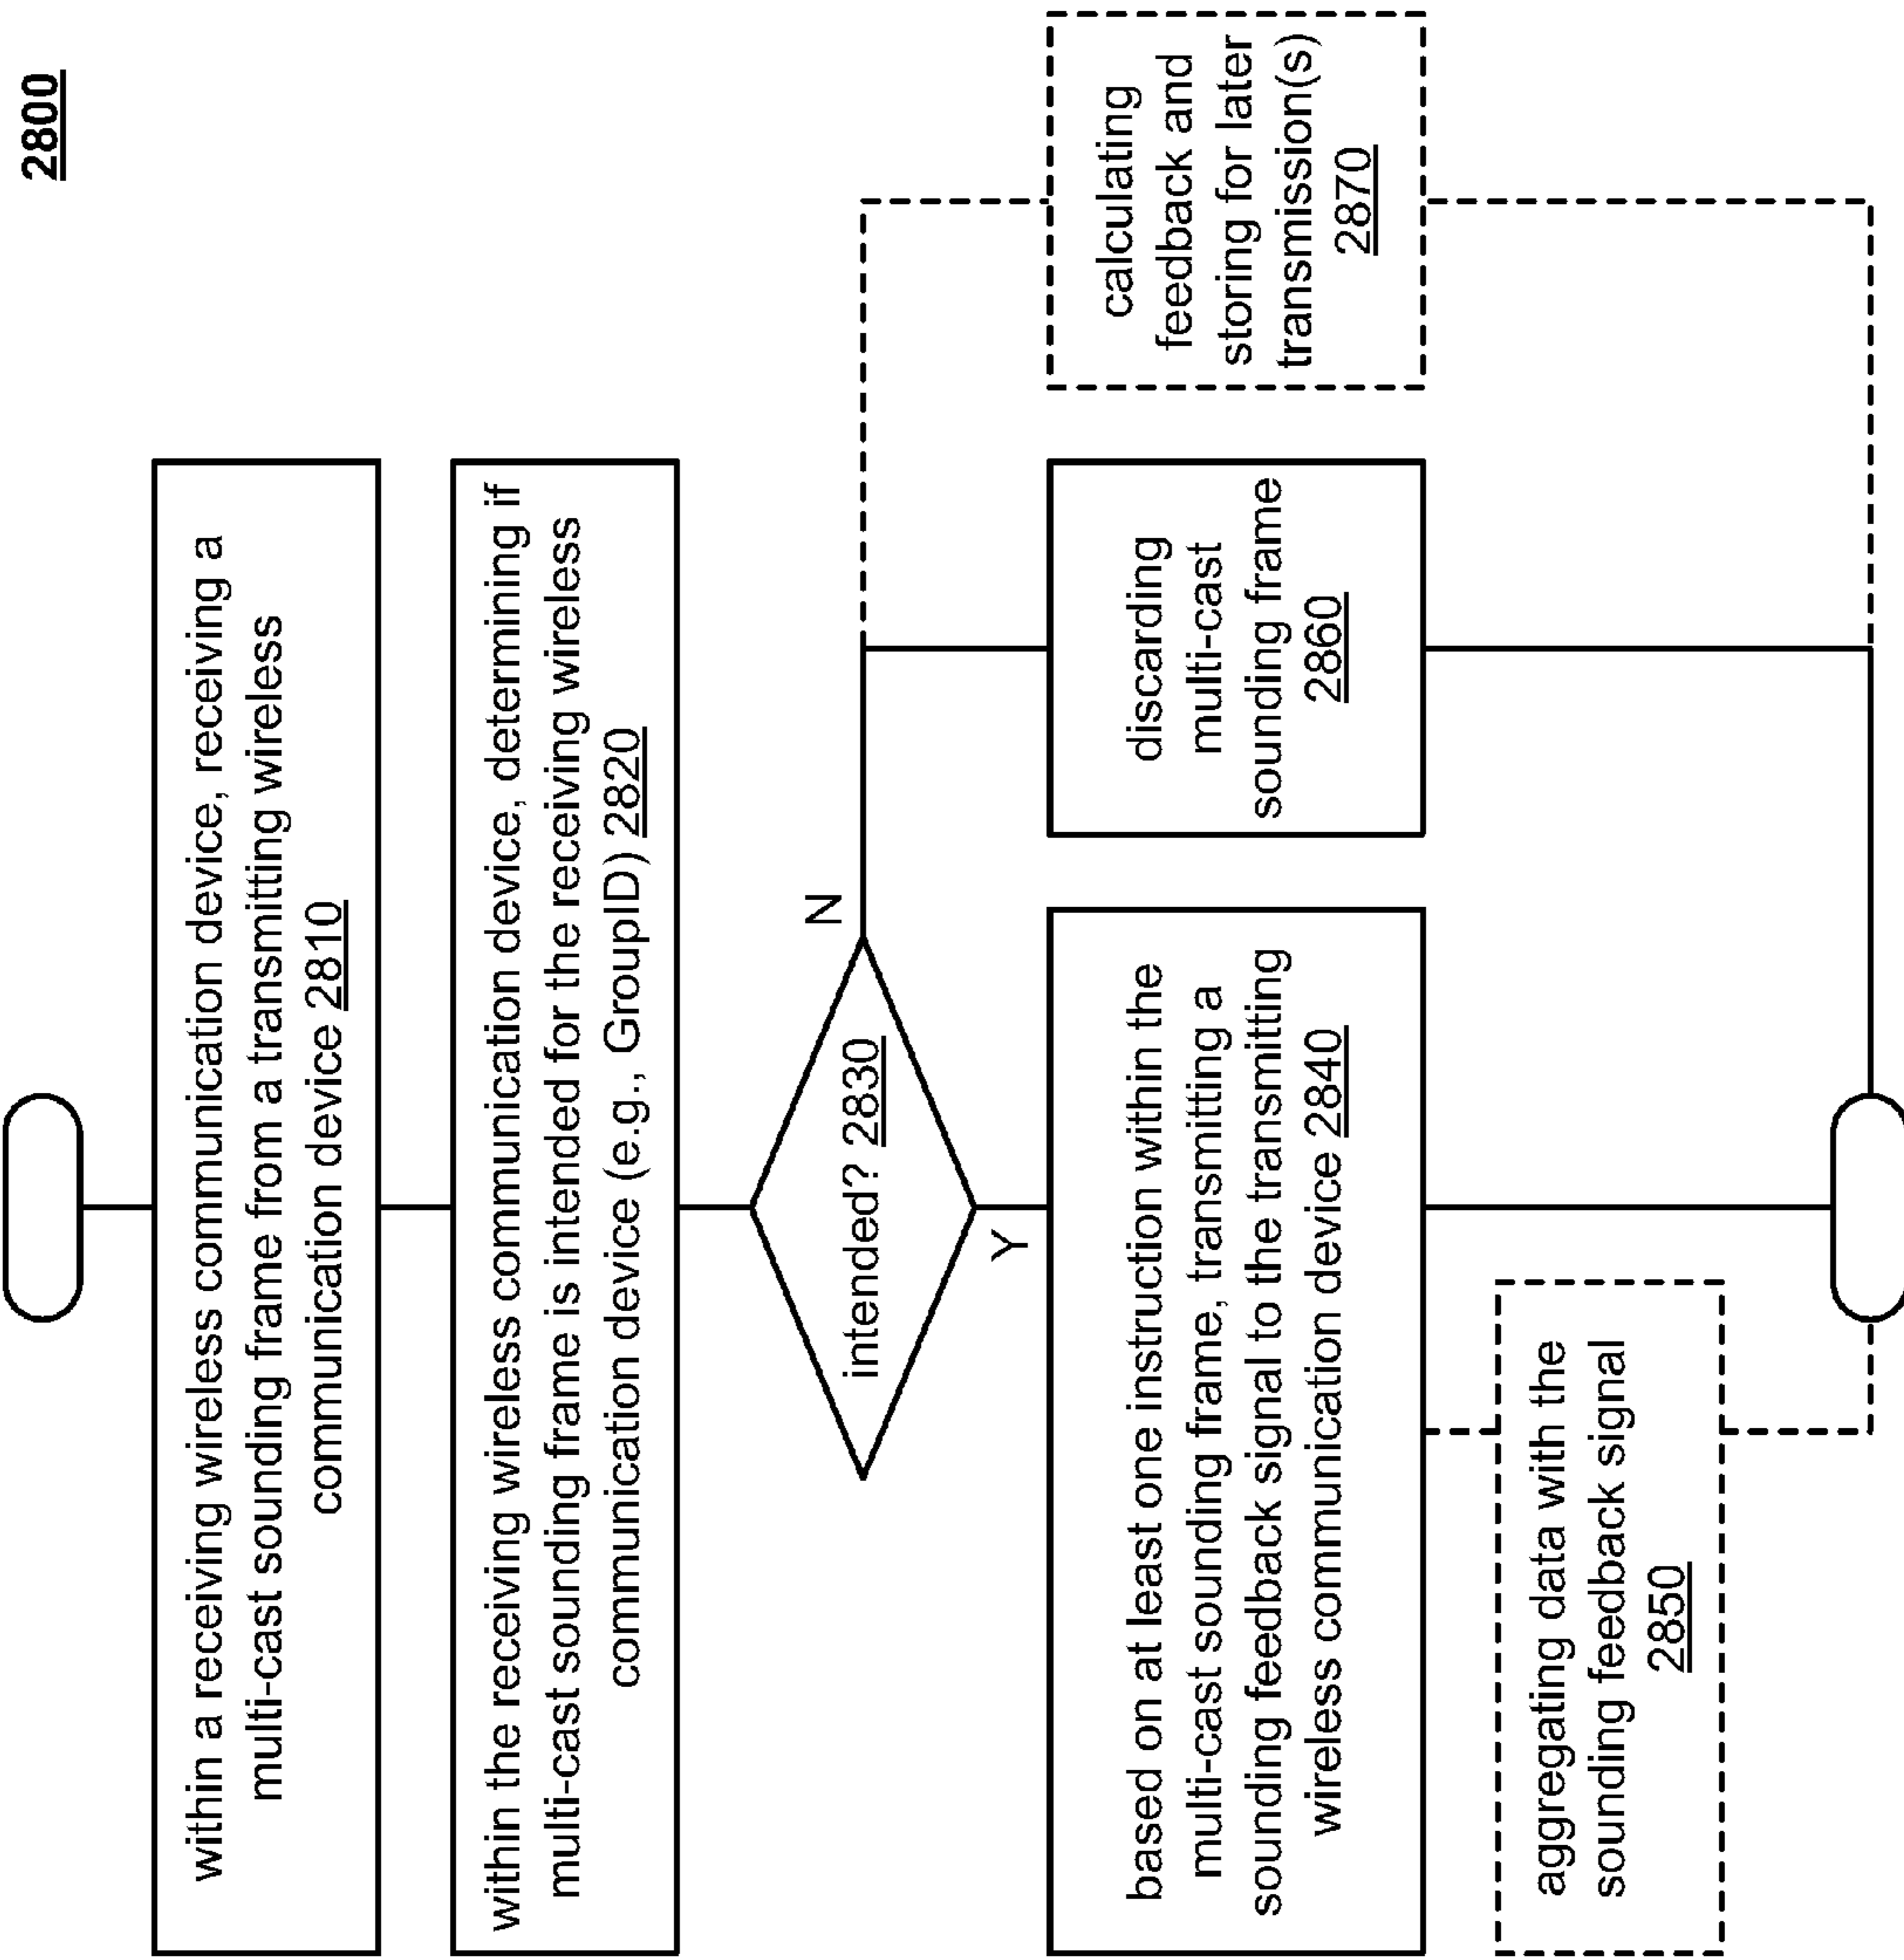 2800
within a receiving wireless communication device, receiving a
multi-cast sounding frame from a transmitting wireless
communication device 2810
within the receiving wireless communication device, determining if
multi-cast sounding frame is intended for the receiving wireless
communication device (e.g., GroupID) 2820
intended? 2830
N
Y
based on at least one instruction within the
multi-cast sounding frame, transmitting a
sounding feedback signal to the transmitting
wireless communication device 2840
discarding
multi-cast
sounding frame
2860
calculating
feedback and
storing for later
transmission(s)
2870
aggregating data with the
sounding feedback signal
2850